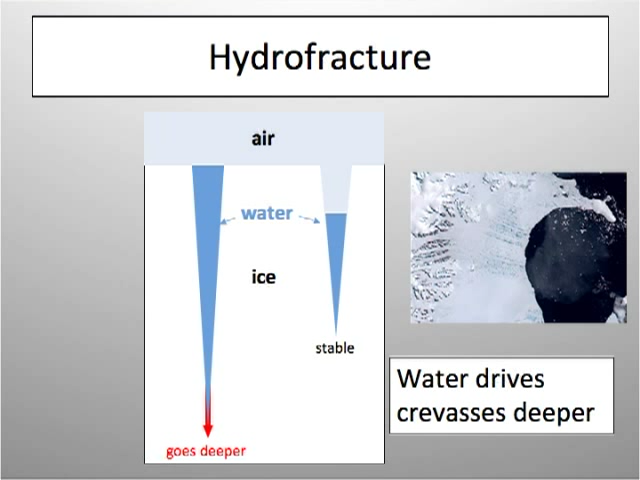 Hydrofracture
air
water
ice
stable
goes deeper
Water drives
crevasses deeper